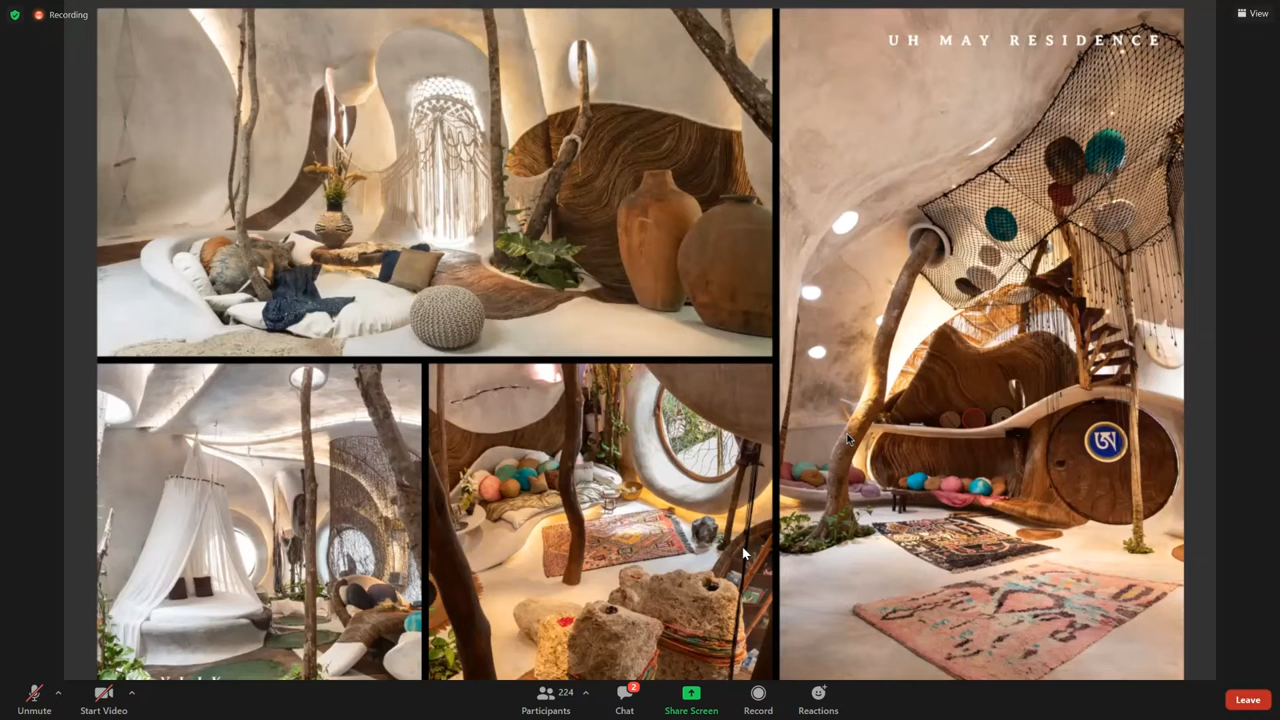 Recording
View
UH MAY RESIDENCE
ༀ
Unmute
Start Video
Participants
224
Chat
2
Share Screen
Record
Reactions
Leave